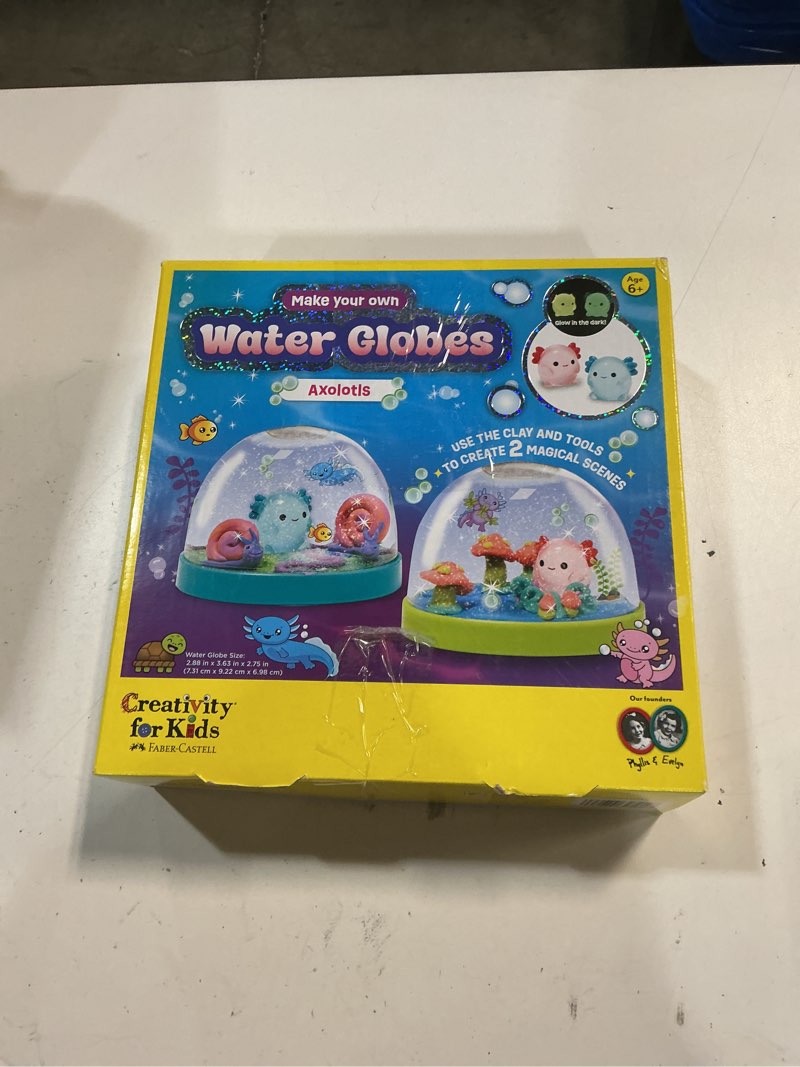 Make your own
Water Globes
Axolotls
Age
6+
Glow in the dark!
USE THE CLAY AND TOOLS
TO CREATE 2 MAGICAL SCENES
Water Globe Size:
2.88 in x 3.63 in x 2.75 in
(7.31 cm x 9.22 cm x 6.98 cm)
Creativity
for Kids
FABER-CASTELL
Our founders
Phyllis & Evelyn